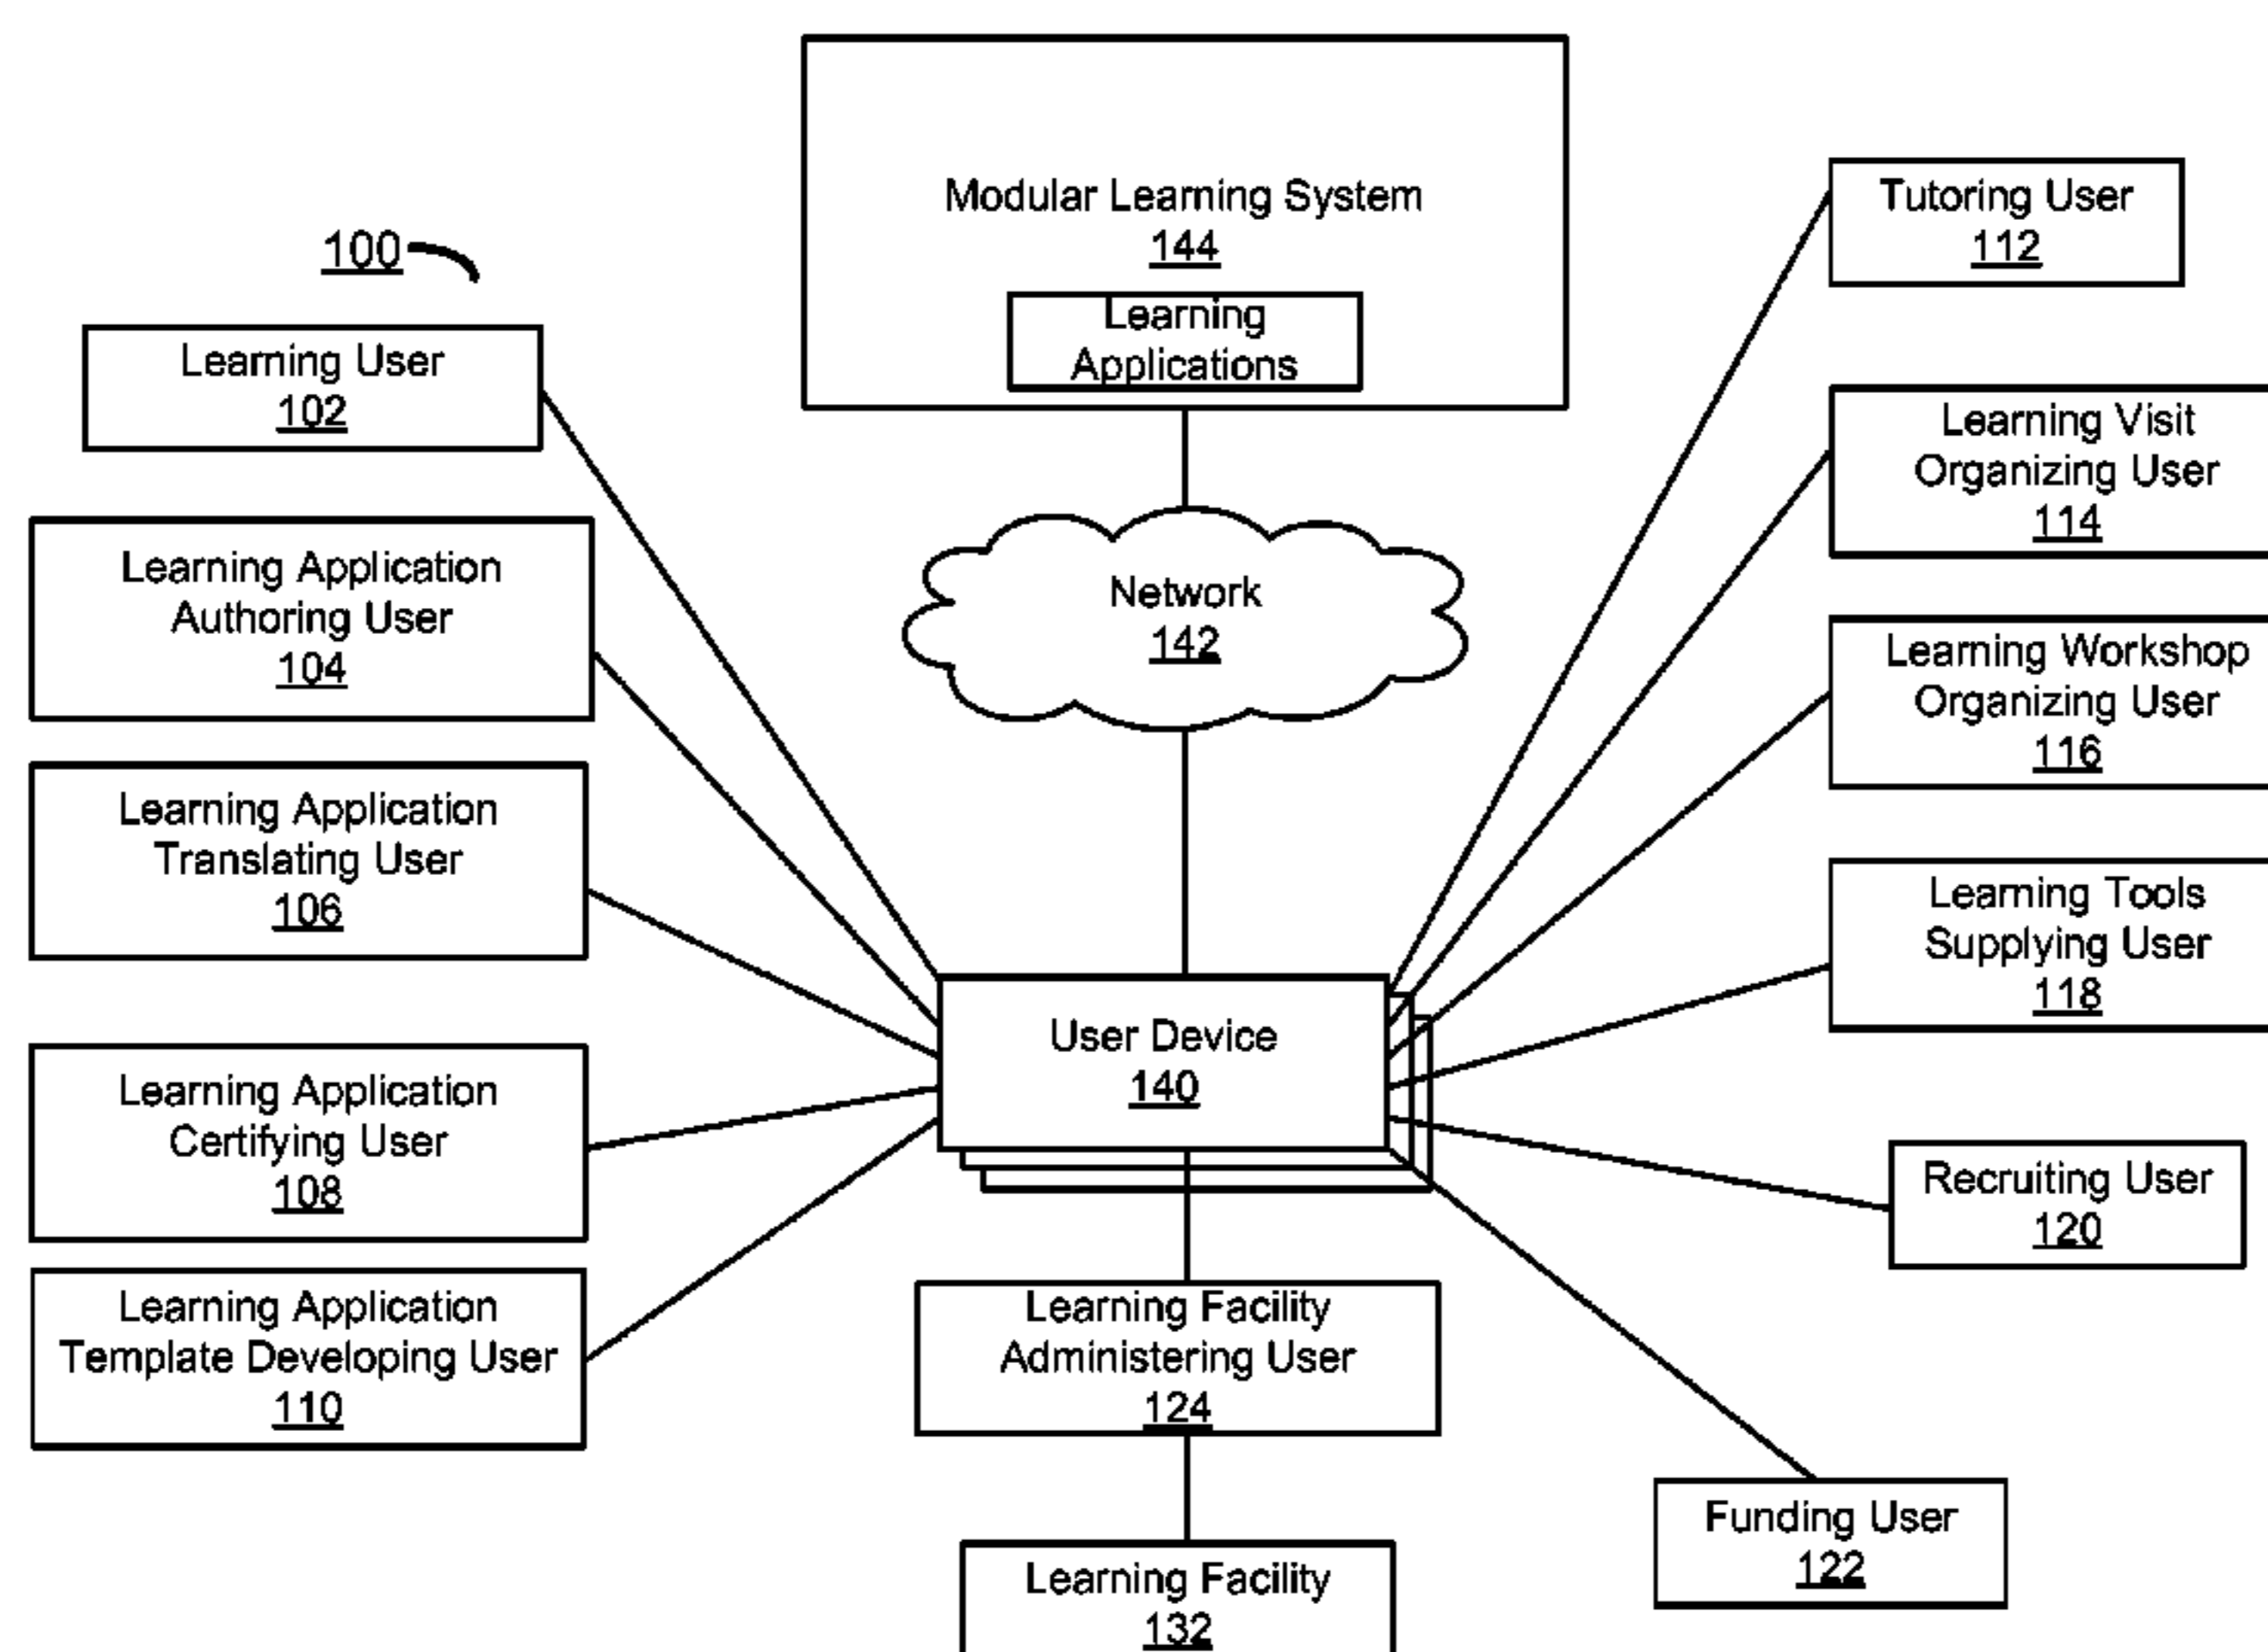 100
Modular Learning System
144
Learning
Applications
Learning User
102
Learning Application
Authoring User
104
Learning Application
Translating User
106
Learning Application
Certifying User
108
Learning Application
Template Developing User
110
Network
142
User Device
140
Learning Facility
Administering User
124
Learning Facility
132
Tutoring User
112
Learning Visit
Organizing User
114
Learning Workshop
Organizing User
116
Learning Tools
Supplying User
118
Recruiting User
120
Funding User
122